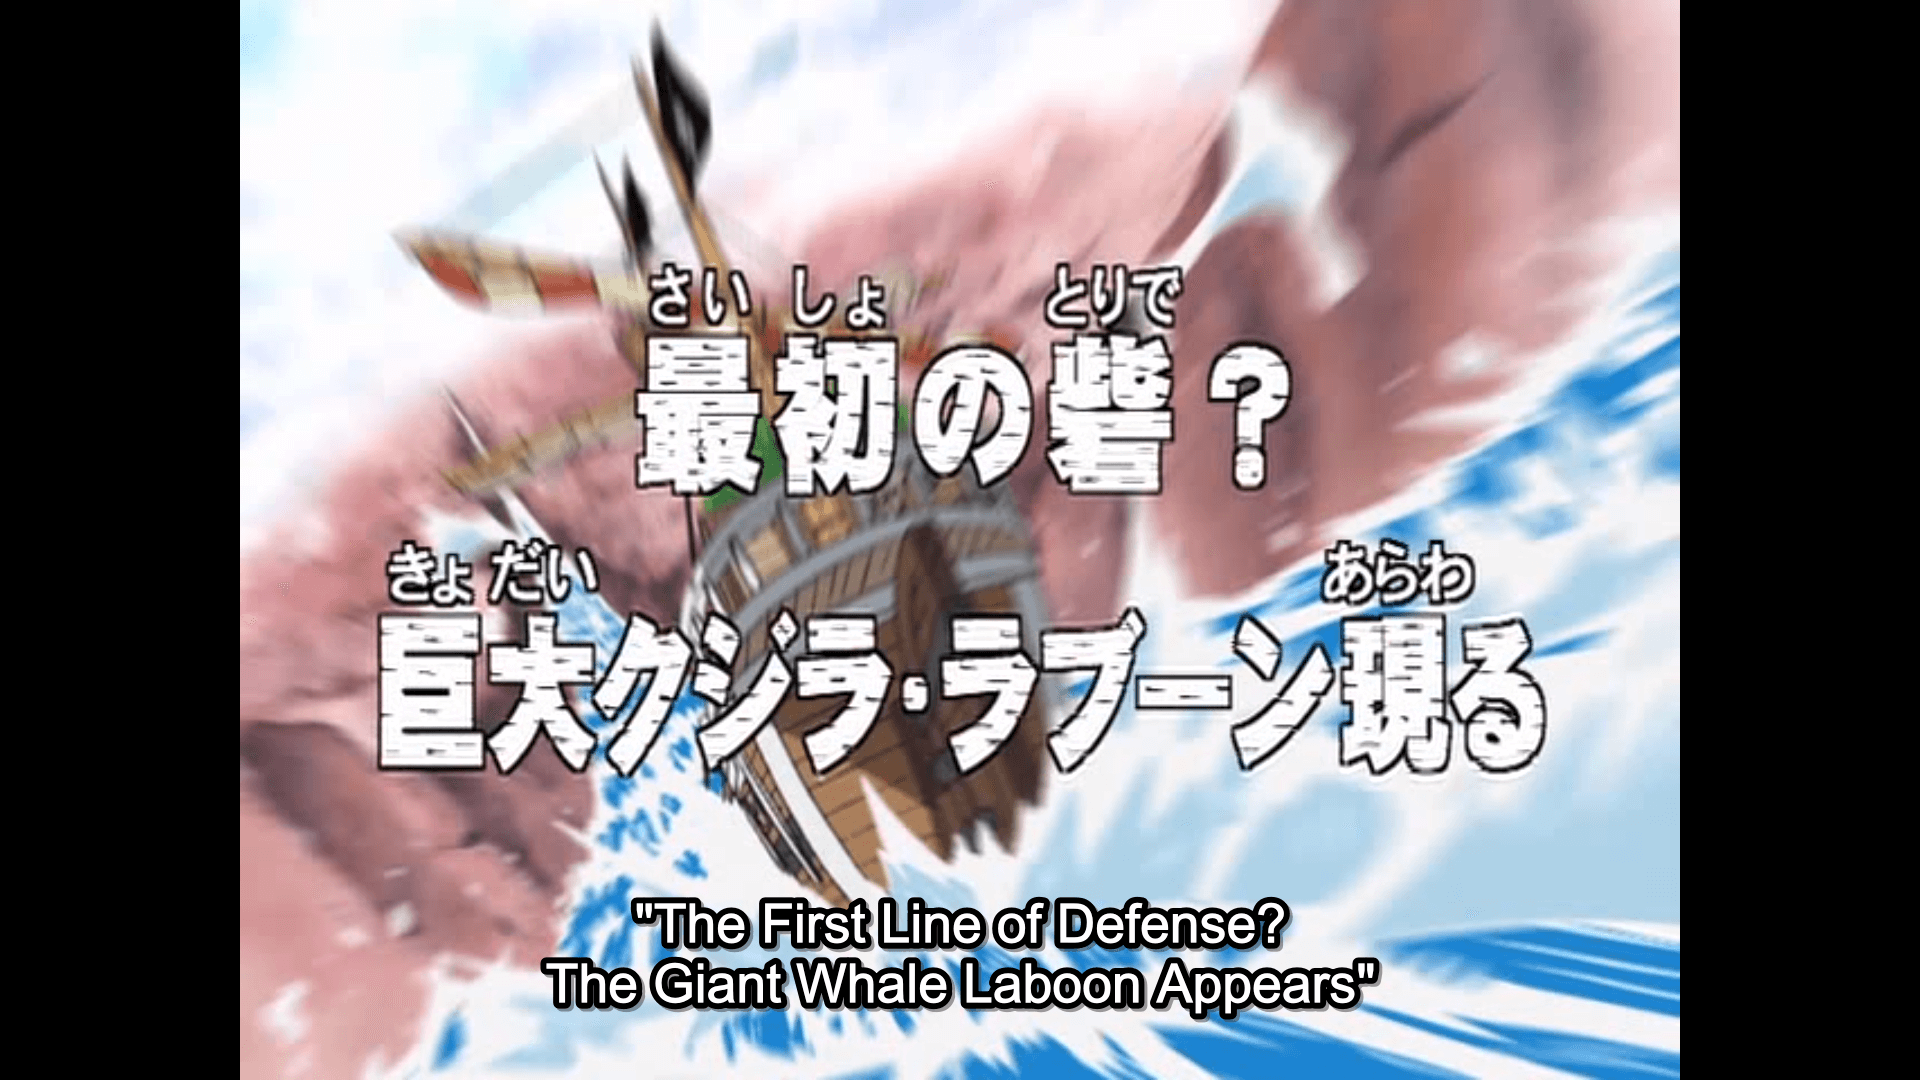 さいしょ とりで
最初の砦?
きょだい あらわ
巨大クジラ・ラブーン現る
"The First Line of Defense?
The Giant Whale Laboon Appears"